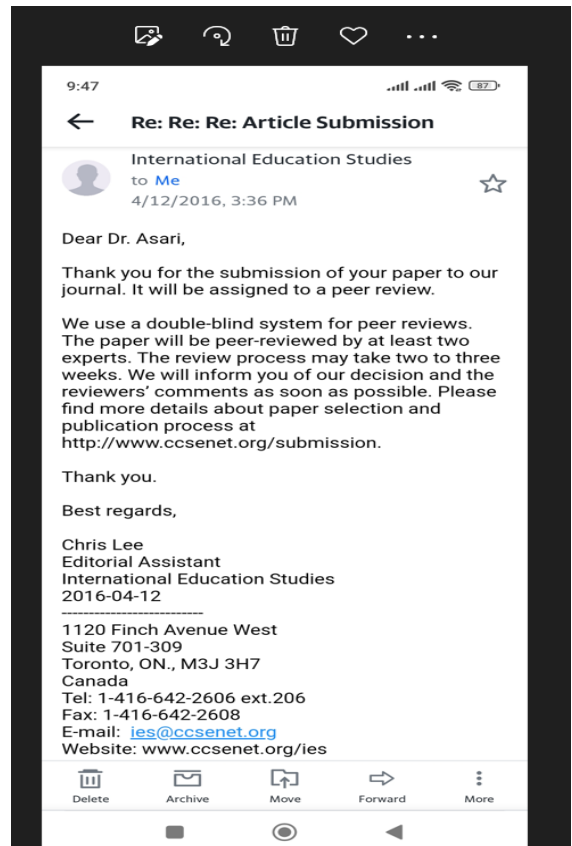 9:47
87
Re: Re: Re: Article Submission
International Education Studies
to Me
4/12/2016, 3:36 PM
Dear Dr. Asari,
Thank you for the submission of your paper to our
journal. It will be assigned to a peer review.
We use a double-blind system for peer reviews.
The paper will be peer-reviewed by at least two
experts. The review process may take two to three
weeks. We will inform you of our decision and the
reviewers' comments as soon as possible. Please
find more details about paper selection and
publication process at
http://www.ccsenet.org/submission.
Thank you.
Best regards,
Chris Lee
Editorial Assistant
International Education Studies
2016-04-12
--------------------------
1120 Finch Avenue West
Suite 701-309
Toronto, ON., M3J 3H7
Canada
Tel: 1-416-642-2606 ext.206
Fax: 1-416-642-2608
E-mail: ies@ccsenet.org
Website: www.ccsenet.org/ies
Delete Archive Move Forward More